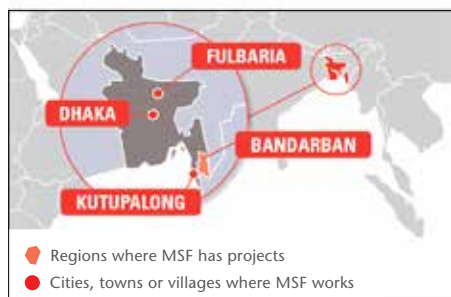 FULBARIA
DHAKA
BANDARBAN
KUTUPALONG
Regions where MSF has projects
Cities, towns or villages where MSF works